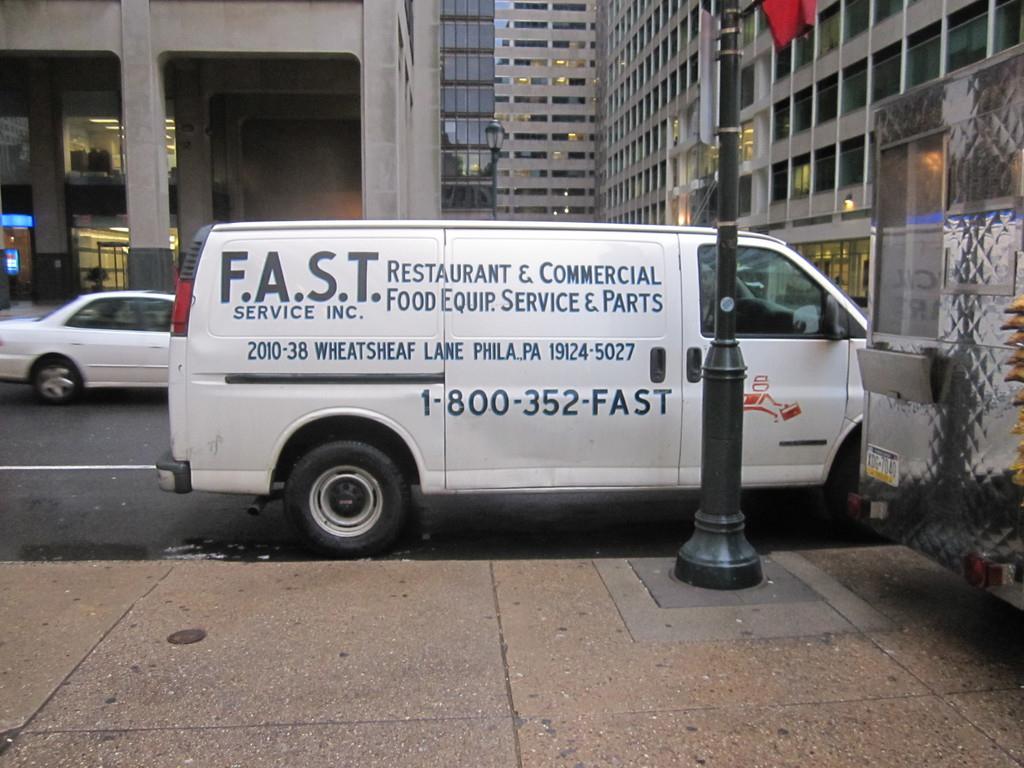 F.A.S.T.
SERVICE INC.
RESTAURANT & COMMERCIAL
FOOD EQUIP. SERVICE & PARTS
2010-38 WHEATSHEAF LANE PHILA.,PA 19124-5027
1-800-352-FAST